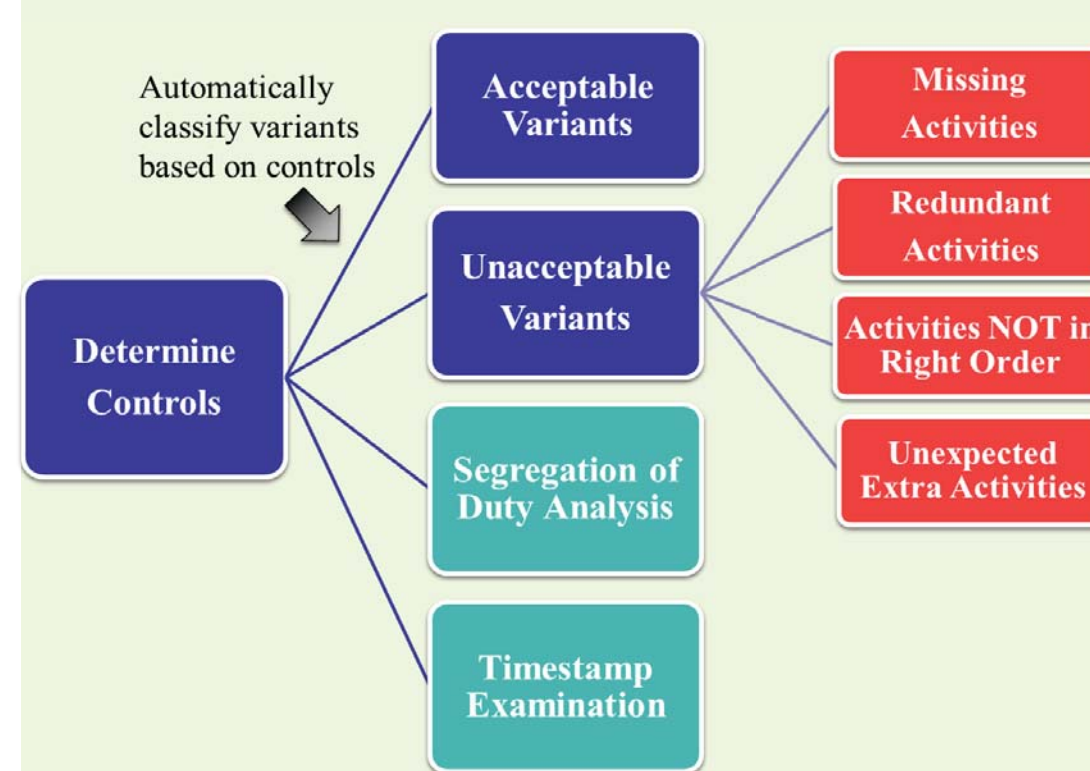 Automatically
classify variants
based on controls
Determine
Controls
Acceptable
Variants
Unacceptable
Variants
Segregation of
Duty Analysis
Timestamp
Examination
Missing
Activities
Redundant
Activities
Activities NOT in
Right Order
Unexpected
Extra Activities